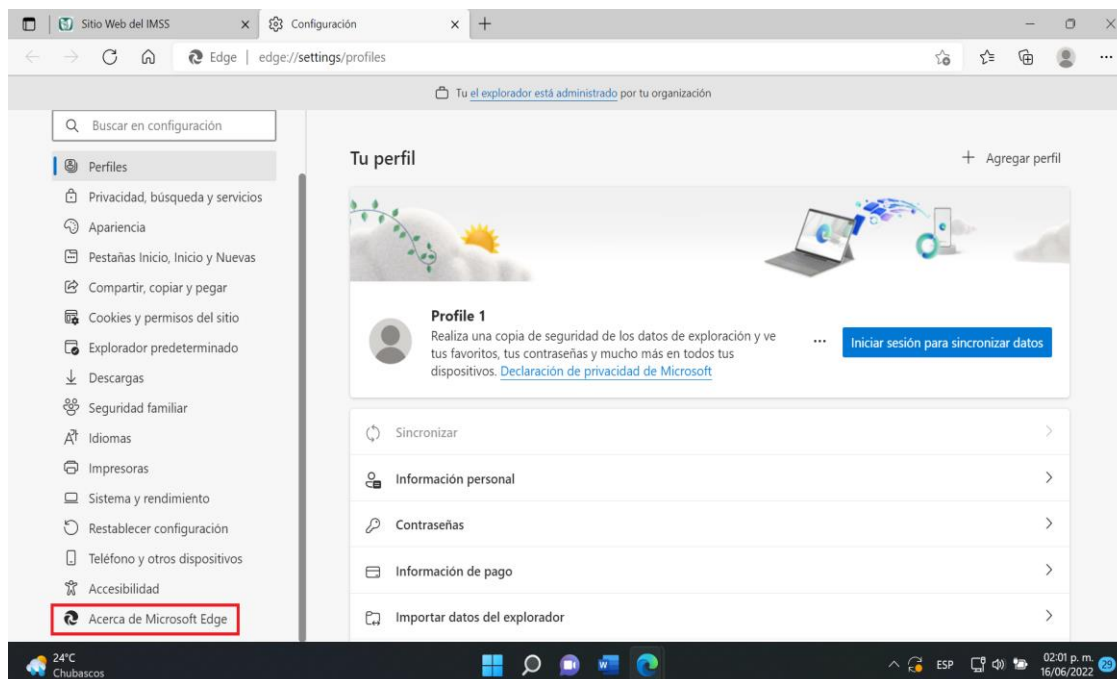 Sitio Web del IMSS
Configuración
Edge | edge://settings/profiles
Tu el explorador está administrado por tu organización
Buscar en configuración
Perfiles
Privacidad, búsqueda y servicios
Apariencia
Pestañas Inicio, Inicio y Nuevas
Compartir, copiar y pegar
Cookies y permisos del sitio
Explorador predeterminado
Descargas
Seguridad familiar
Idiomas
Impresoras
Sistema y rendimiento
Restablecer configuración
Teléfono y otros dispositivos
Accesibilidad
Acerca de Microsoft Edge
Tu perfil
Agregar perfil
Profile 1
Realiza una copia de seguridad de los datos de exploración y ve
tus favoritos, tus contraseñas y mucho más en todos tus
dispositivos. Declaración de privacidad de Microsoft
Iniciar sesión para sincronizar datos
Sincronizar
Información personal
Contraseñas
Información de pago
Importar datos del explorador
24°C
Chubascos
ESP
02:01 p. m.
16/06/2022
29